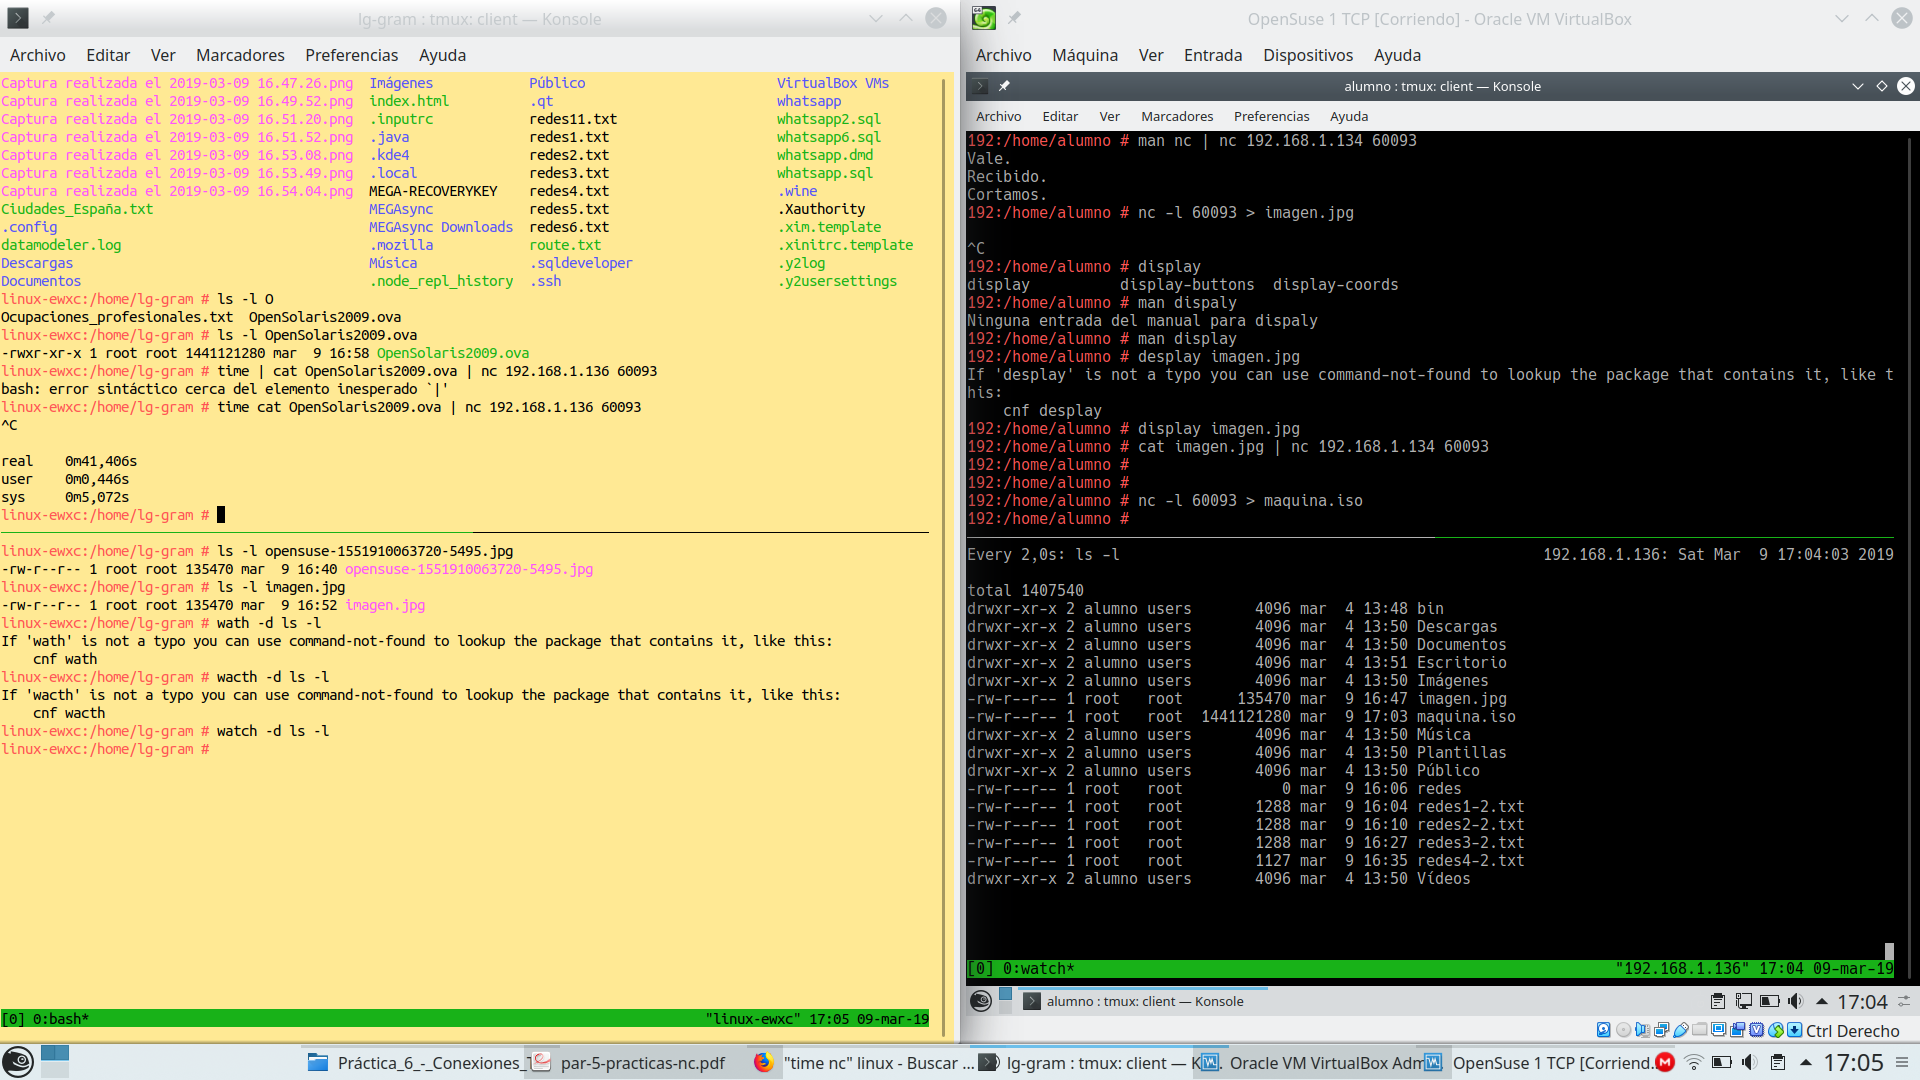 lg-gram : tmux: client — Konsole
Archivo Editar Ver Marcadores Preferencias Ayuda
Captura realizada el 2019-03-09 16.47.26.png Imágenes Público VirtualBox VMs
Captura realizada el 2019-03-09 16.49.52.png index.html .qt whatsapp
Captura realizada el 2019-03-09 16.51.20.png .inputrc redes11.txt whatsapp2.sql
Captura realizada el 2019-03-09 16.51.52.png .java redes1.txt whatsapp6.sql
Captura realizada el 2019-03-09 16.53.08.png .kde4 redes2.txt whatsapp.dmd
Captura realizada el 2019-03-09 16.53.49.png .local redes3.txt whatsapp.sql
Captura realizada el 2019-03-09 16.54.04.png MEGA-RECOVERYKEY redes4.txt .wine
Ciudades_España.txt MEGAsync redes5.txt .Xauthority
.config MEGAsync Downloads redes6.txt .xim.template
datamodeler.log .mozilla route.txt .xinitrc.template
Descargas Música .sqldeveloper .y2log
Documentos .node_repl_history .ssh .y2usersettings
linux-ewxc:/home/lg-gram # ls -l O
Ocupaciones_profesionales.txt OpenSolaris2009.ova
linux-ewxc:/home/lg-gram # ls -l OpenSolaris2009.ova
-rwxr-xr-x 1 root root 1441121280 mar 9 16:58 OpenSolaris2009.ova
linux-ewxc:/home/lg-gram # time | cat OpenSolaris2009.ova | nc 192.168.1.136 60093
bash: error sintáctico cerca del elemento inesperado `|'
linux-ewxc:/home/lg-gram # time cat OpenSolaris2009.ova | nc 192.168.1.136 60093
^C
real 0m41,406s
user 0m0,446s
sys 0m5,072s
linux-ewxc:/home/lg-gram #
linux-ewxc:/home/lg-gram # ls -l opensuse-1551910063720-5495.jpg
-rw-r--r-- 1 root root 135470 mar 9 16:40 opensuse-1551910063720-5495.jpg
linux-ewxc:/home/lg-gram # ls -l imagen.jpg
-rw-r--r-- 1 root root 135470 mar 9 16:52 imagen.jpg
linux-ewxc:/home/lg-gram # wath -d ls -l
If 'wath' is not a typo you can use command-not-found to lookup the package that contains it, like this:
cnf wath
linux-ewxc:/home/lg-gram # wacth -d ls -l
If 'wacth' is not a typo you can use command-not-found to lookup the package that contains it, like this:
cnf wacth
linux-ewxc:/home/lg-gram # watch -d ls -l
linux-ewxc:/home/lg-gram #
[0] 0:bash* "linux-ewxc" 17:05 09-mar-19
OpenSuse 1 TCP [Corriendo] - Oracle VM VirtualBox
Archivo Máquina Ver Entrada Dispositivos Ayuda
alumno : tmux: client — Konsole
Archivo Editar Ver Marcadores Preferencias Ayuda
192:/home/alumno # man nc | nc 192.168.1.134 60093
Vale.
Recibido.
Cortamos.
192:/home/alumno # nc -l 60093 > imagen.jpg
^C
192:/home/alumno # display
display display-buttons display-coords
192:/home/alumno # man dispaly
Ninguna entrada del manual para dispaly
192:/home/alumno # man display
192:/home/alumno # desplay imagen.jpg
If 'desplay' is not a typo you can use command-not-found to lookup the package that contains it, like t
his:
cnf desplay
192:/home/alumno # display imagen.jpg
192:/home/alumno # cat imagen.jpg | nc 192.168.1.134 60093
192:/home/alumno #
192:/home/alumno #
192:/home/alumno # nc -l 60093 > maquina.iso
192:/home/alumno #
Every 2,0s: ls -l 192.168.1.136: Sat Mar 9 17:04:03 2019
total 1407540
drwxr-xr-x 2 alumno users 4096 mar 4 13:48 bin
drwxr-xr-x 2 alumno users 4096 mar 4 13:50 Descargas
drwxr-xr-x 2 alumno users 4096 mar 4 13:50 Documentos
drwxr-xr-x 2 alumno users 4096 mar 4 13:51 Escritorio
drwxr-xr-x 2 alumno users 4096 mar 4 13:50 Imágenes
-rw-r--r-- 1 root root 135470 mar 9 16:47 imagen.jpg
-rw-r--r-- 1 root root 1441121280 mar 9 17:03 maquina.iso
drwxr-xr-x 2 alumno users 4096 mar 4 13:50 Música
drwxr-xr-x 2 alumno users 4096 mar 4 13:50 Plantillas
drwxr-xr-x 2 alumno users 4096 mar 4 13:50 Público
-rw-r--r-- 1 root root 0 mar 9 16:06 redes
-rw-r--r-- 1 root root 1288 mar 9 16:04 redes1-2.txt
-rw-r--r-- 1 root root 1288 mar 9 16:10 redes2-2.txt
-rw-r--r-- 1 root root 1288 mar 9 16:27 redes3-2.txt
-rw-r--r-- 1 root root 1127 mar 9 16:35 redes4-2.txt
drwxr-xr-x 2 alumno users 4096 mar 4 13:50 Vídeos
[0] 0:watch* "192.168.1.136" 17:04 09-mar-19
alumno : tmux: client — Konsole 17:04
Ctrl Derecho
Práctica_6_-_Conexiones_ par-5-practicas-nc.pdf "time nc" linux - Buscar ... lg-gram : tmux: client — K... Oracle VM VirtualBox Adm OpenSuse 1 TCP [Corriend... 17:05